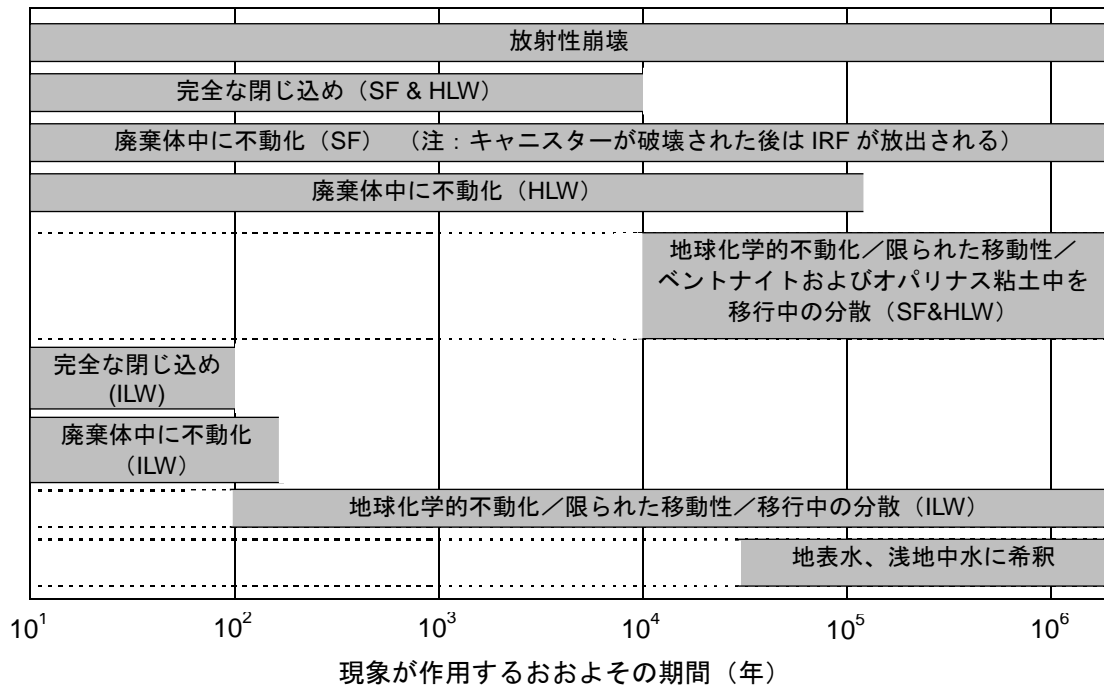 放射性崩壊
完全な閉じ込め（SF & HLW）
廃棄体中に不動化（SF）　（注：キャニスターが破壊された後は IRF が放出される）
廃棄体中に不動化（HLW）
地球化学的不動化／限られた移動性／
ベントナイトおよびオパリナス粘土中を
移行中の分散（SF&HLW）
完全な閉じ込め
(ILW)
廃棄体中に不動化
（ILW）
地球化学的不動化／限られた移動性／移行中の分散（ILW）
地表水、浅地中水に希釈
10¹ 10² 10³ 10⁴ 10⁵ 10⁶
現象が作用するおおよその期間（年）